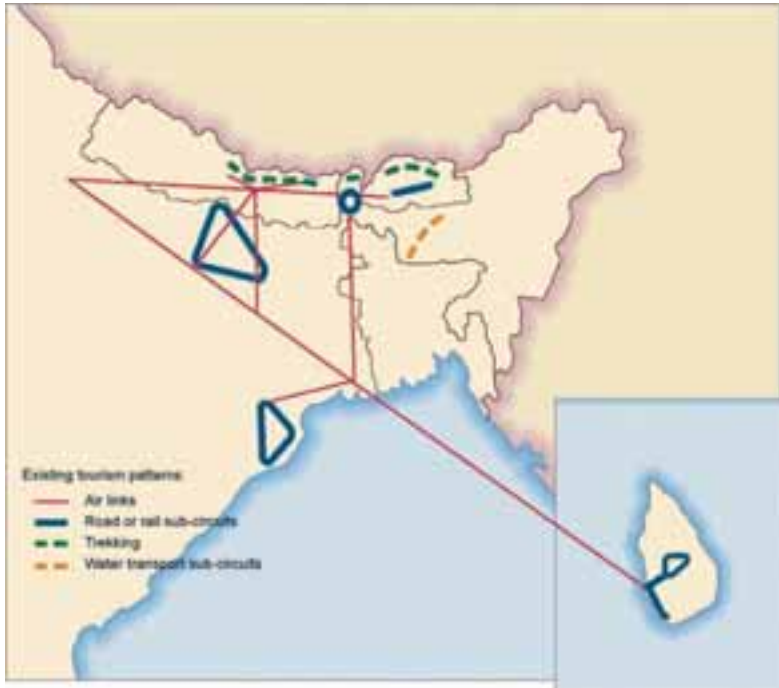 Existing tourism patterns:
Air links
Road or rail sub-circuits
Trekking
Water transport sub-circuits